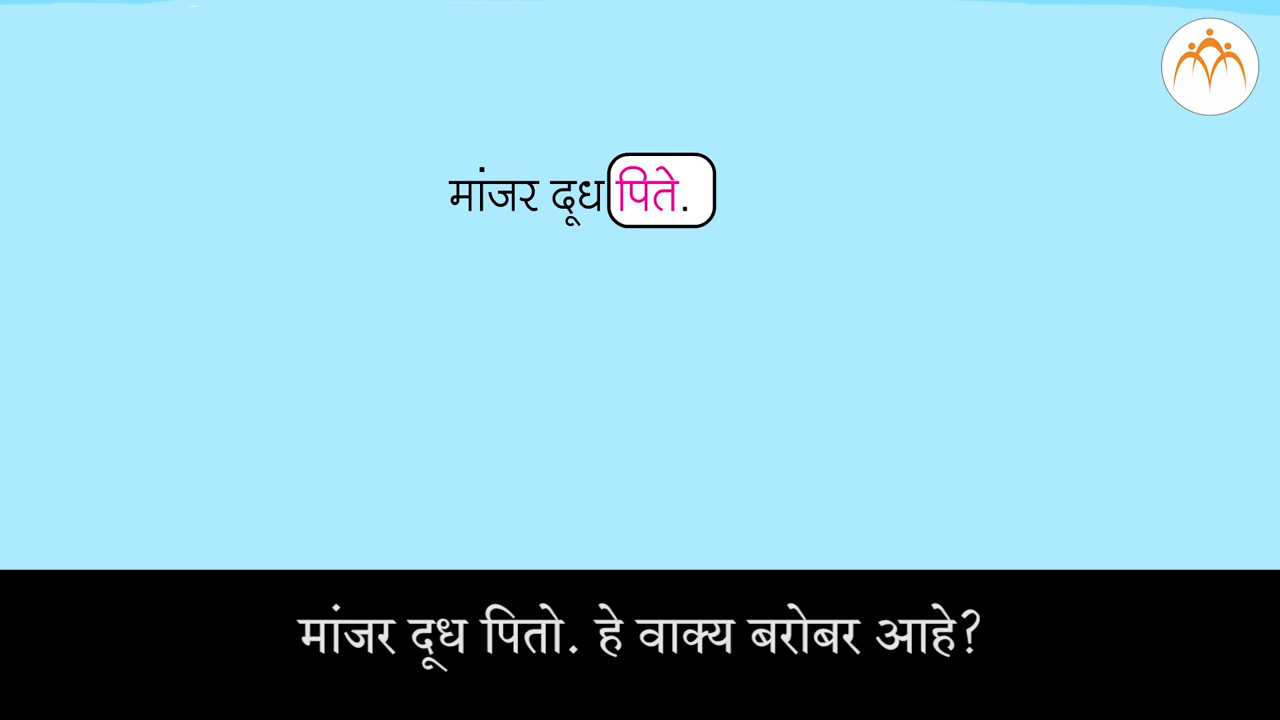 मांजर दूध पिते.
मांजर दूध पितो. हे वाक्य बरोबर आहे?